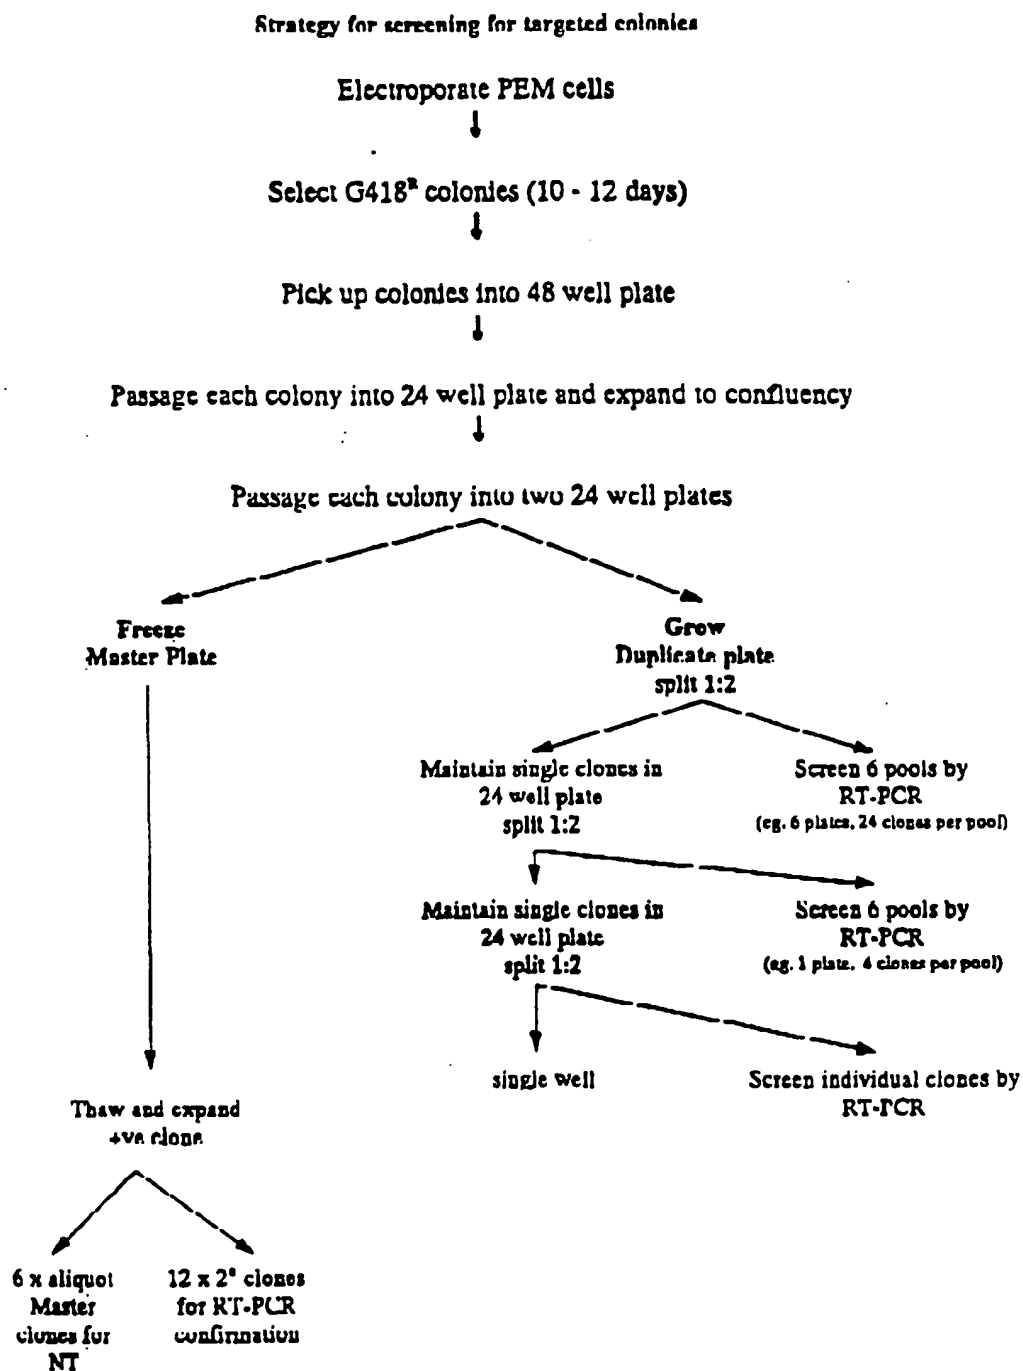 Strategy for screening for targeted colonies
Electroporate PEM cells
Select G418ᴿ colonies (10 - 12 days)
Pick up colonies into 48 well plate
Passage each colony into 24 well plate and expand to confluency
Passage each colony into two 24 well plates
Freeze
Master Plate
Grow
Duplicate plate
split 1:2
Maintain single clones in
24 well plate
split 1:2
Screen 6 pools by
RT-PCR
(eg. 6 plates, 24 clones per pool)
Maintain single clones in
24 well plate
split 1:2
Screen 6 pools by
RT-PCR
(eg. 1 plate, 4 clones per pool)
single well
Screen individual clones by
RT-PCR
Thaw and expand
+ve clone
6 x aliquot
Master
clones for
NT
12 x 2° clones
for RT-PCR
confirmation